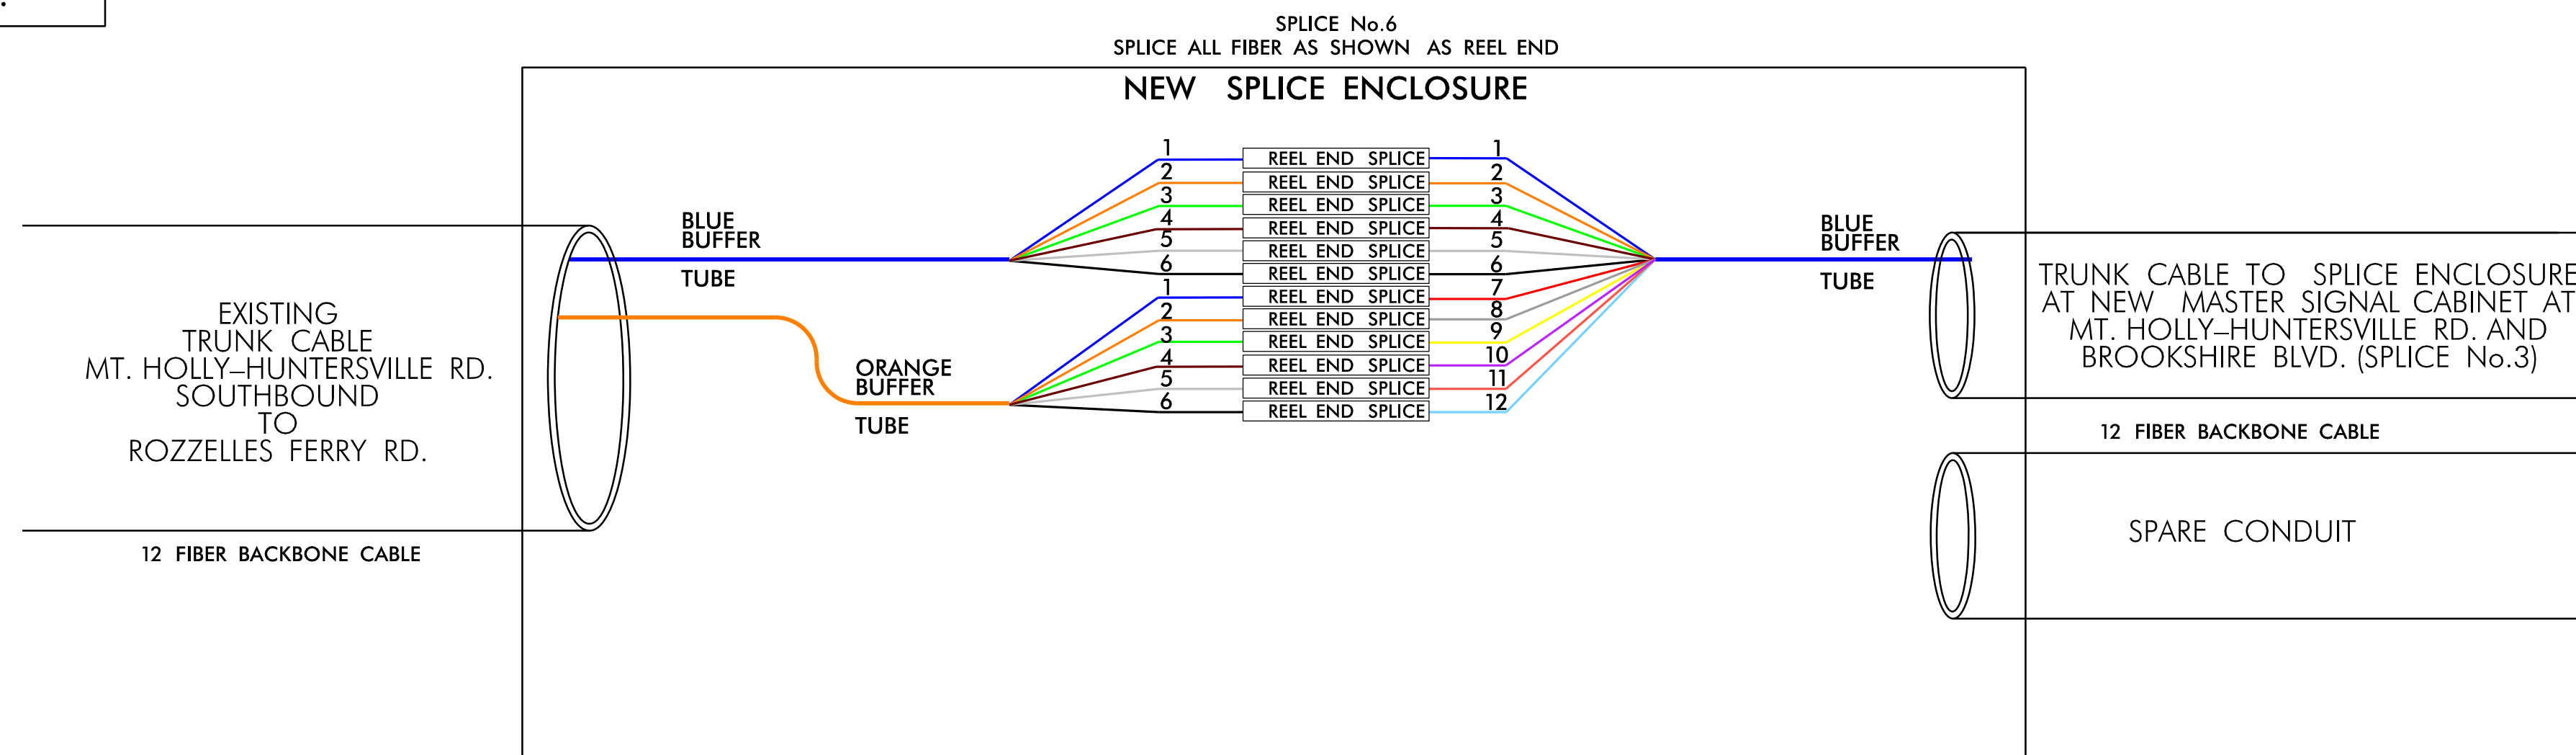 SPLICE No.6
SPLICE ALL FIBER AS SHOWN AS REEL END
NEW SPLICE ENCLOSURE
EXISTING
TRUNK CABLE
MT. HOLLY–HUNTERSVILLE RD.
SOUTHBOUND
TO
ROZZELLES FERRY RD.
12 FIBER BACKBONE CABLE
BLUE
BUFFER
TUBE
ORANGE
BUFFER
TUBE
1 REEL END SPLICE 1
2 REEL END SPLICE 2
3 REEL END SPLICE 3
4 REEL END SPLICE 4
5 REEL END SPLICE 5
6 REEL END SPLICE 6
1 REEL END SPLICE 7
2 REEL END SPLICE 8
3 REEL END SPLICE 9
4 REEL END SPLICE 10
5 REEL END SPLICE 11
6 REEL END SPLICE 12
BLUE
BUFFER
TUBE
TRUNK CABLE TO SPLICE ENCLOSURE
AT NEW MASTER SIGNAL CABINET AT
MT. HOLLY–HUNTERSVILLE RD. AND
BROOKSHIRE BLVD. (SPLICE No.3)
12 FIBER BACKBONE CABLE
SPARE CONDUIT